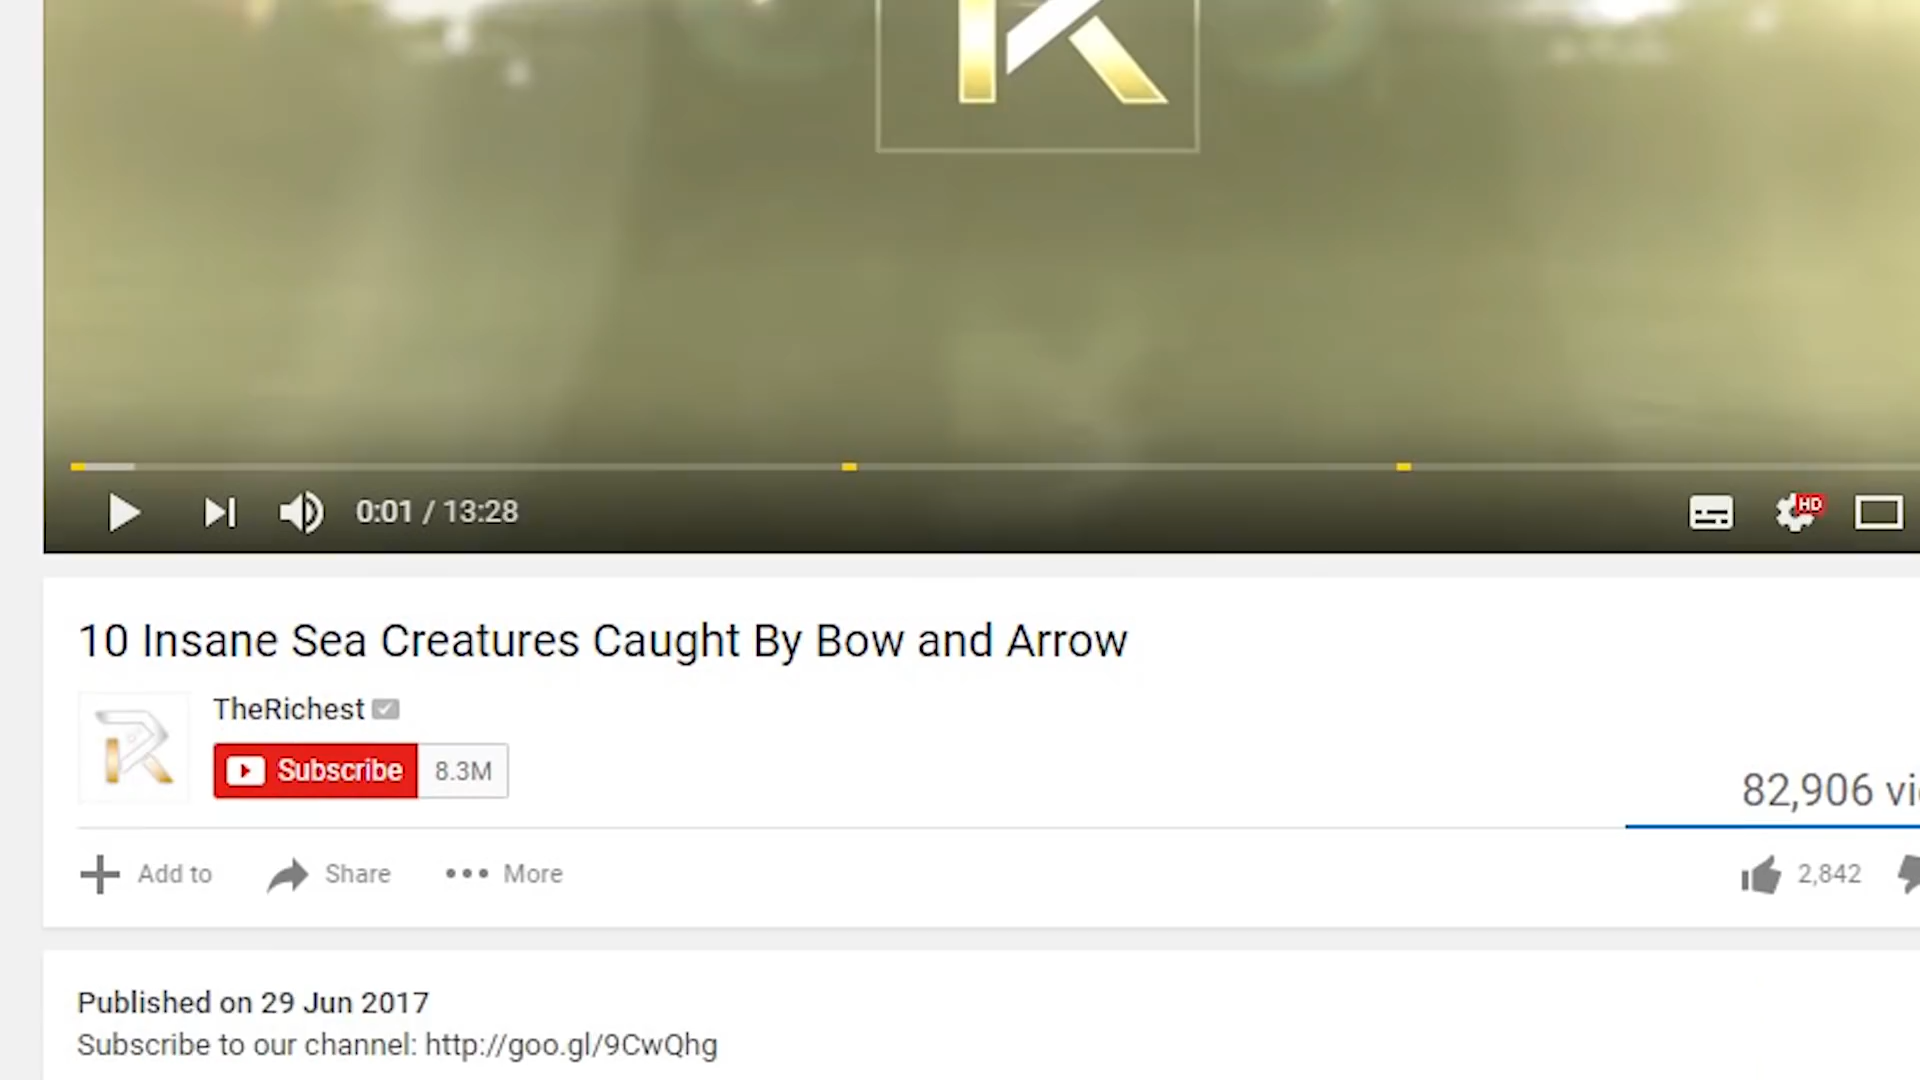 0:01 / 13:28
HD
10 Insane Sea Creatures Caught By Bow and Arrow
TheRichest
Subscribe 8.3M
82,906
Add to Share More
2,842
Published on 29 Jun 2017
Subscribe to our channel: http://goo.gl/9CwQhg